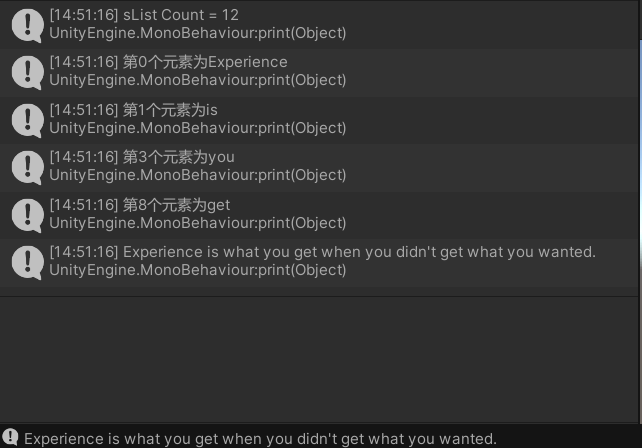 [14:51:16] sList Count = 12
UnityEngine.MonoBehaviour:print(Object)
[14:51:16] 第0个元素为Experience
UnityEngine.MonoBehaviour:print(Object)
[14:51:16] 第1个元素为is
UnityEngine.MonoBehaviour:print(Object)
[14:51:16] 第3个元素为you
UnityEngine.MonoBehaviour:print(Object)
[14:51:16] 第8个元素为get
UnityEngine.MonoBehaviour:print(Object)
[14:51:16] Experience is what you get when you didn't get what you wanted.
UnityEngine.MonoBehaviour:print(Object)
Experience is what you get when you didn't get what you wanted.